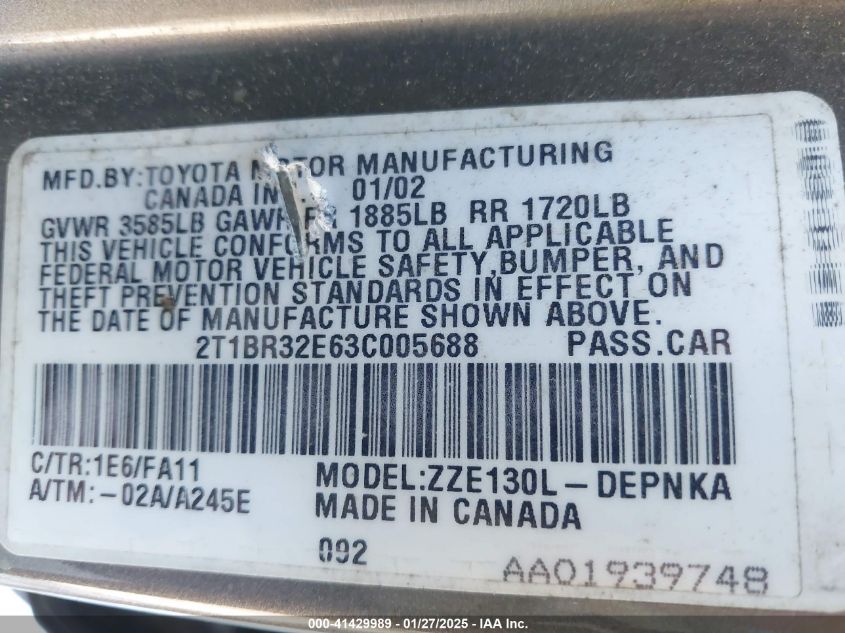 MFD.BY:TOYOTA MOTOR MANUFACTURING
CANADA IN 01/02
GVWR 3585LB GAWR FR 1885LB RR 1720LB
THIS VEHICLE CONFORMS TO ALL APPLICABLE
FEDERAL MOTOR VEHICLE SAFETY,BUMPER, AND
THEFT PREVENTION STANDARDS IN EFFECT ON
THE DATE OF MANUFACTURE SHOWN ABOVE.
2T1BR32E63C005688 PASS.CAR
C/TR:1E6/FA11 MODEL:ZZE130L-DEPNKA
A/TM:-02A/A245E MADE IN CANADA
092 AA01939748
000-41429989 - 01/27/2025 - IAA Inc.